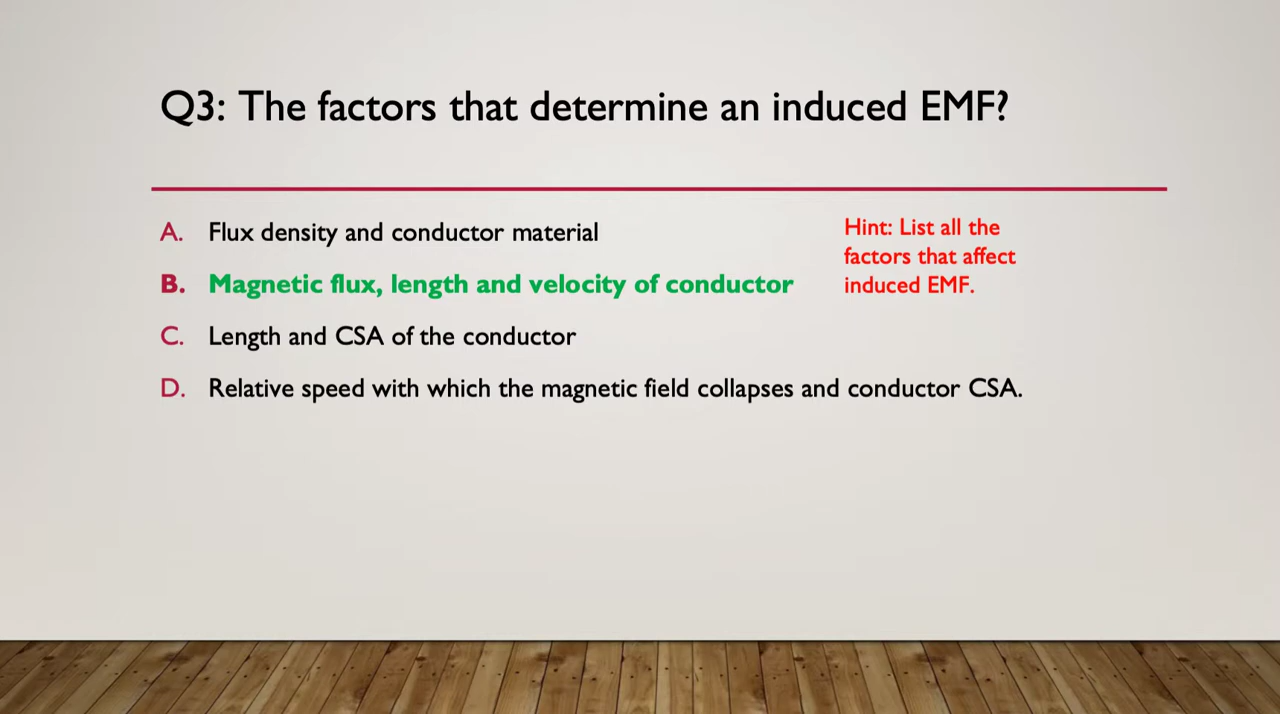 Q3: The factors that determine an induced EMF?
A. Flux density and conductor material
B. Magnetic flux, length and velocity of conductor
C. Length and CSA of the conductor
D. Relative speed with which the magnetic field collapses and conductor CSA.
Hint: List all the
factors that affect
induced EMF.